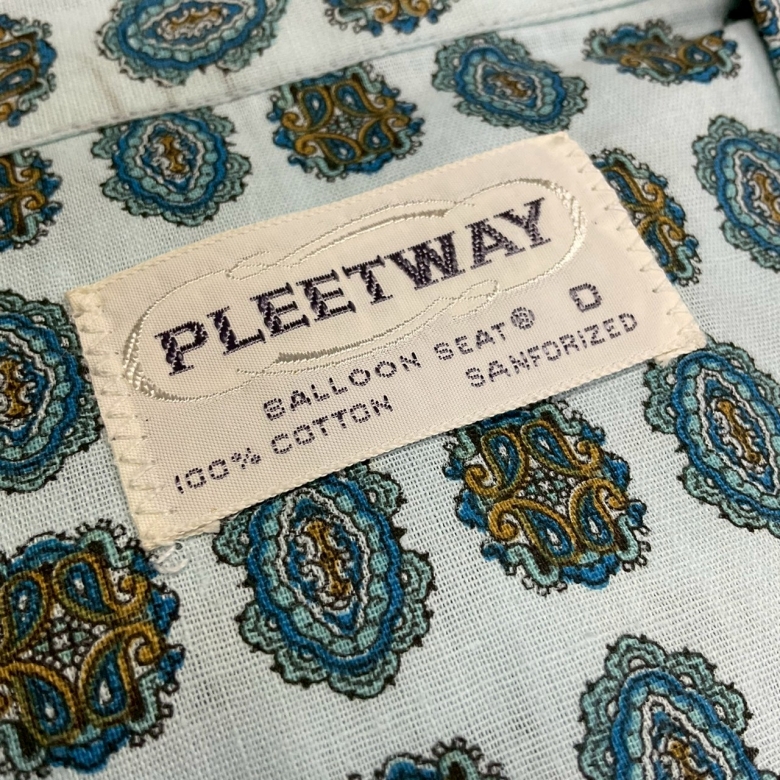 PLEETWAY
BALLOON SEAT® D
100% COTTON SANFORIZED